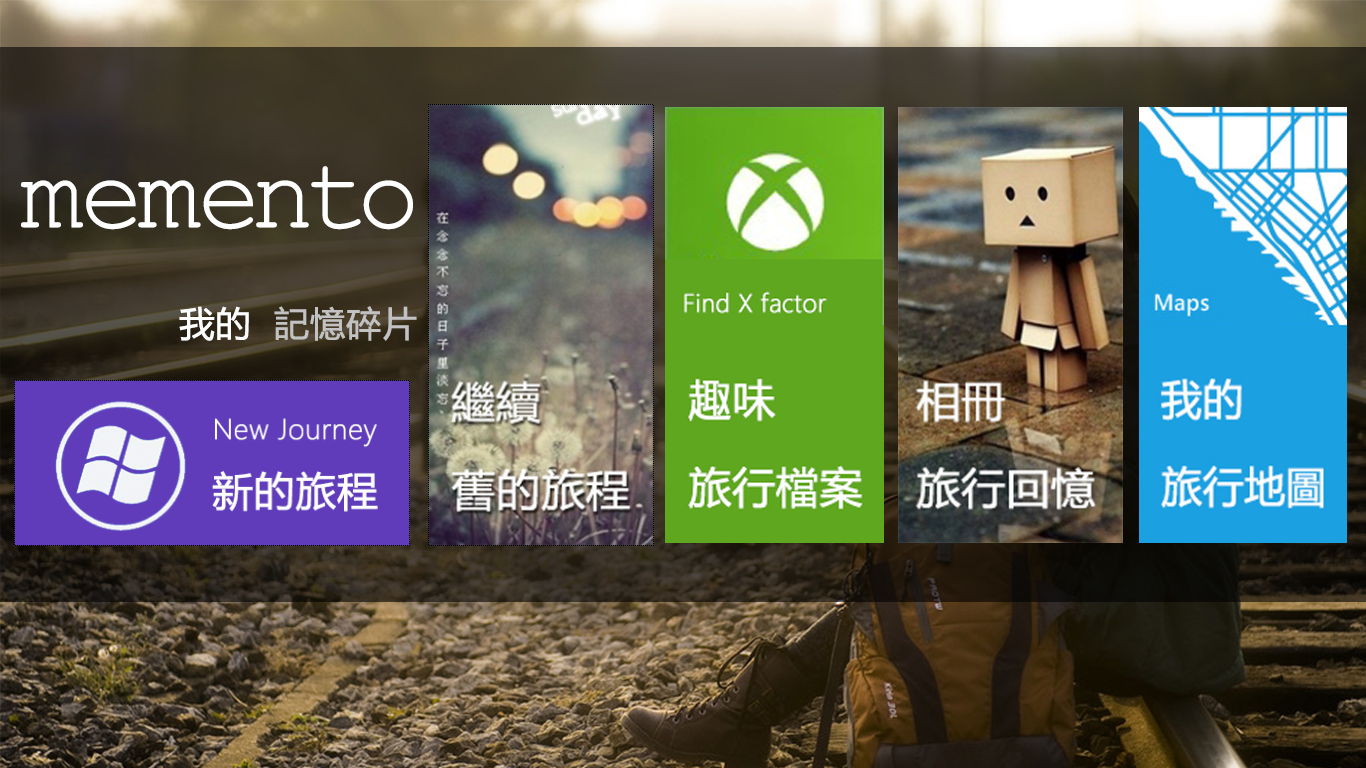 memento
我的 記憶碎片
New Journey
新的旅程
sunday
在念念不忘的日子里淡忘、
繼續
舊的旅程
Find X factor
趣味
旅行檔案
相冊
旅行回憶
Maps
我的
旅行地圖